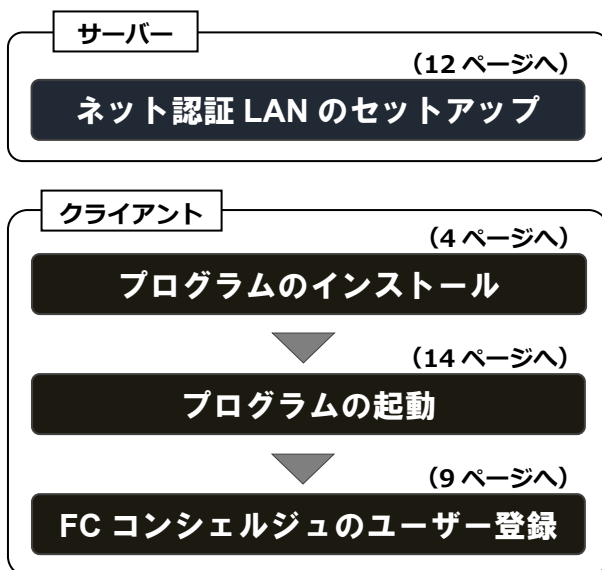 サーバー
（12 ページへ）
ネット認証 LAN のセットアップ
クライアント
（4 ページへ）
プログラムのインストール
（14 ページへ）
プログラムの起動
（9 ページへ）
FC コンシェルジュのユーザー登録